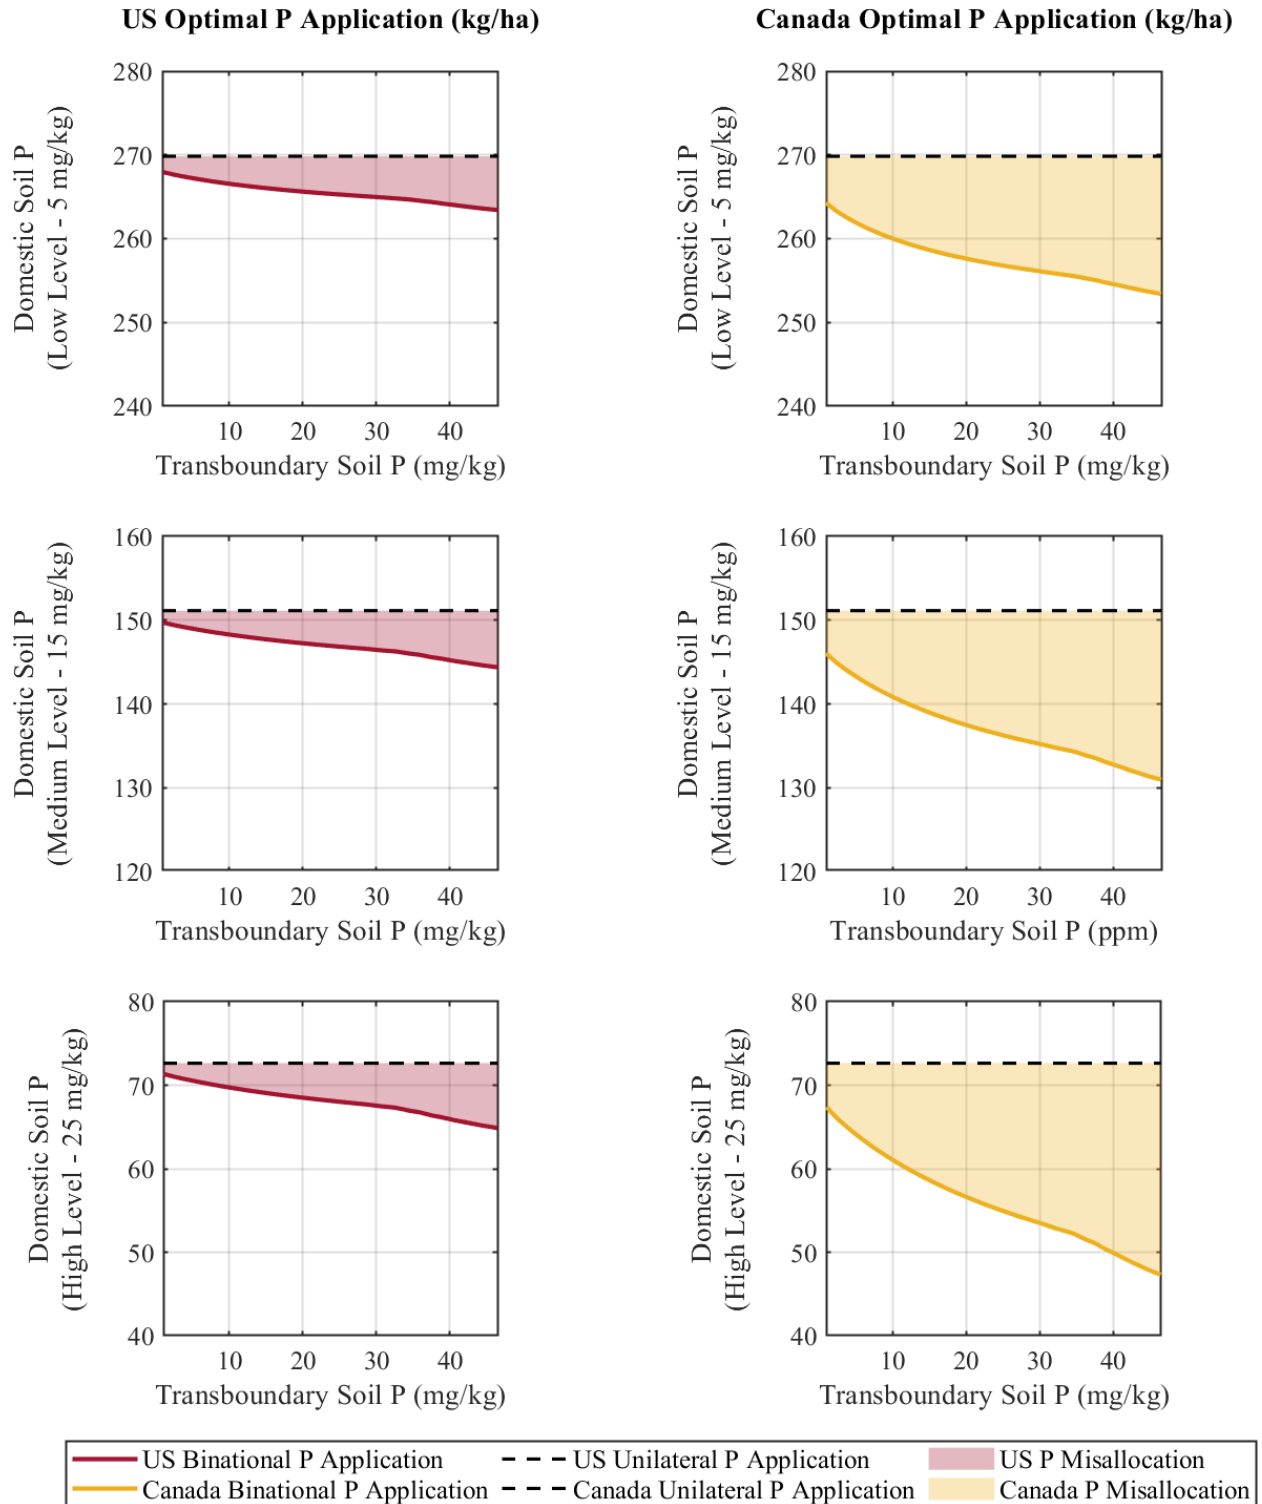 US Optimal P Application (kg/ha)
Canada Optimal P Application (kg/ha)
Domestic Soil P
(Low Level - 5 mg/kg)
280
270
260
250
240
10 20 30 40
Transboundary Soil P (mg/kg)
Domestic Soil P
(Low Level - 5 mg/kg)
280
270
260
250
240
10 20 30 40
Transboundary Soil P (mg/kg)
Domestic Soil P
(Medium Level - 15 mg/kg)
160
150
140
130
120
10 20 30 40
Transboundary Soil P (mg/kg)
Domestic Soil P
(Medium Level - 15 mg/kg)
160
150
140
130
120
10 20 30 40
Transboundary Soil P (ppm)
Domestic Soil P
(High Level - 25 mg/kg)
80
70
60
50
40
10 20 30 40
Transboundary Soil P (mg/kg)
Domestic Soil P
(High Level - 25 mg/kg)
80
70
60
50
40
10 20 30 40
Transboundary Soil P (mg/kg)
US Binational P Application
US Unilateral P Application
US P Misallocation
Canada Binational P Application
Canada Unilateral P Application
Canada P Misallocation